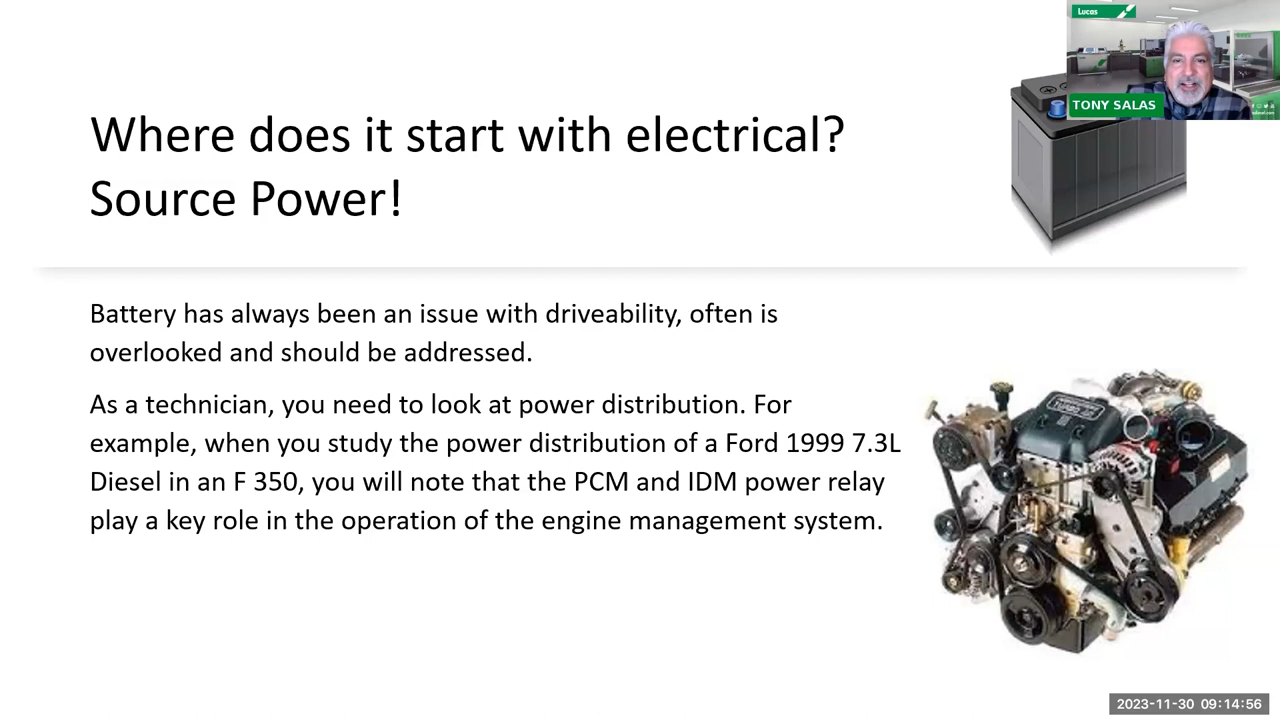 Lucas
TONY SALAS
Where does it start with electrical?
Source Power!
Battery has always been an issue with driveability, often is
overlooked and should be addressed.
As a technician, you need to look at power distribution. For
example, when you study the power distribution of a Ford 1999 7.3L
Diesel in an F 350, you will note that the PCM and IDM power relay
play a key role in the operation of the engine management system.
2023-11-30 09:14:56